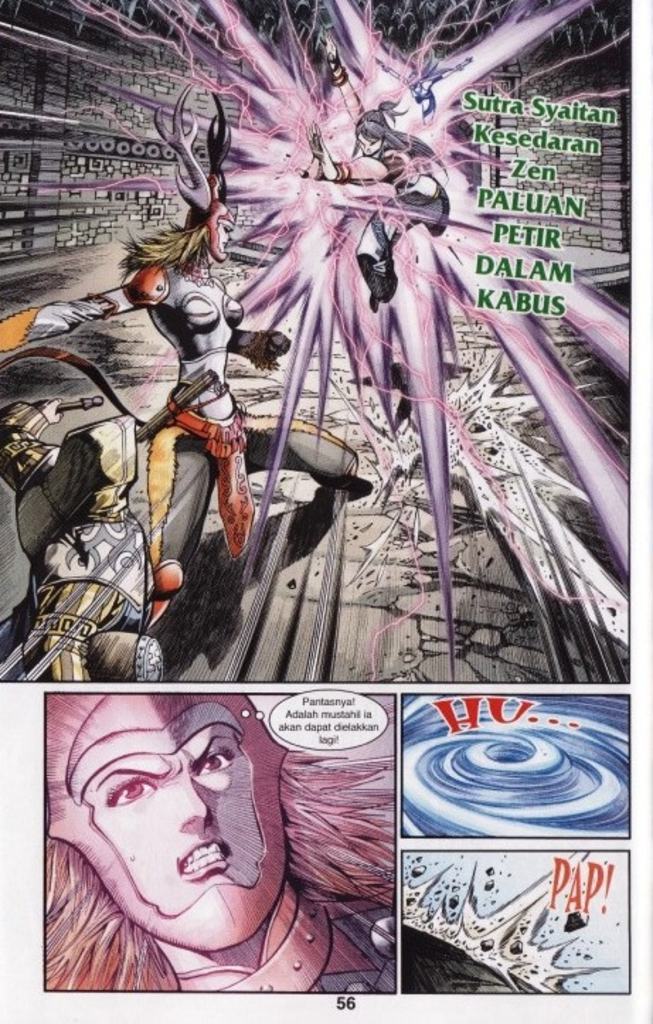 Sutra Syaitan
Kesedaran
Zen
PALUAN
PETIR
DALAM
KABUS
Pantasnya!
Adalah mustahil ia
akan dapat dielakkan
lagi!
HU...
PAP!
56